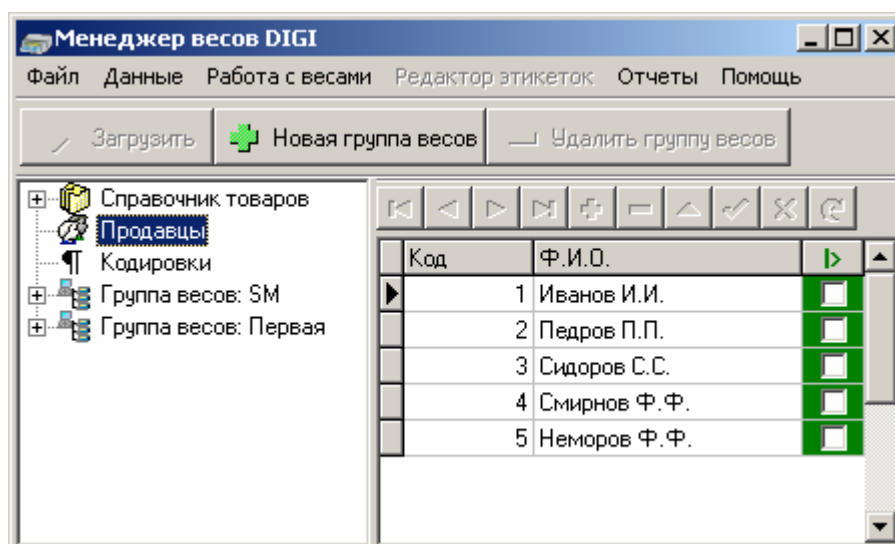 Менеджер весов DIGI
Файл Данные Работа с весами Редактор этикеток Отчеты Помощь
Загрузить Новая группа весов Удалить группу весов
Справочник товаров
Продавцы
Кодировки
Группа весов: SM
Группа весов: Первая
Код Ф.И.О.
1 Иванов И.И.
2 Педров П.П.
3 Сидоров С.С.
4 Смирнов Ф.Ф.
5 Неморов Ф.Ф.